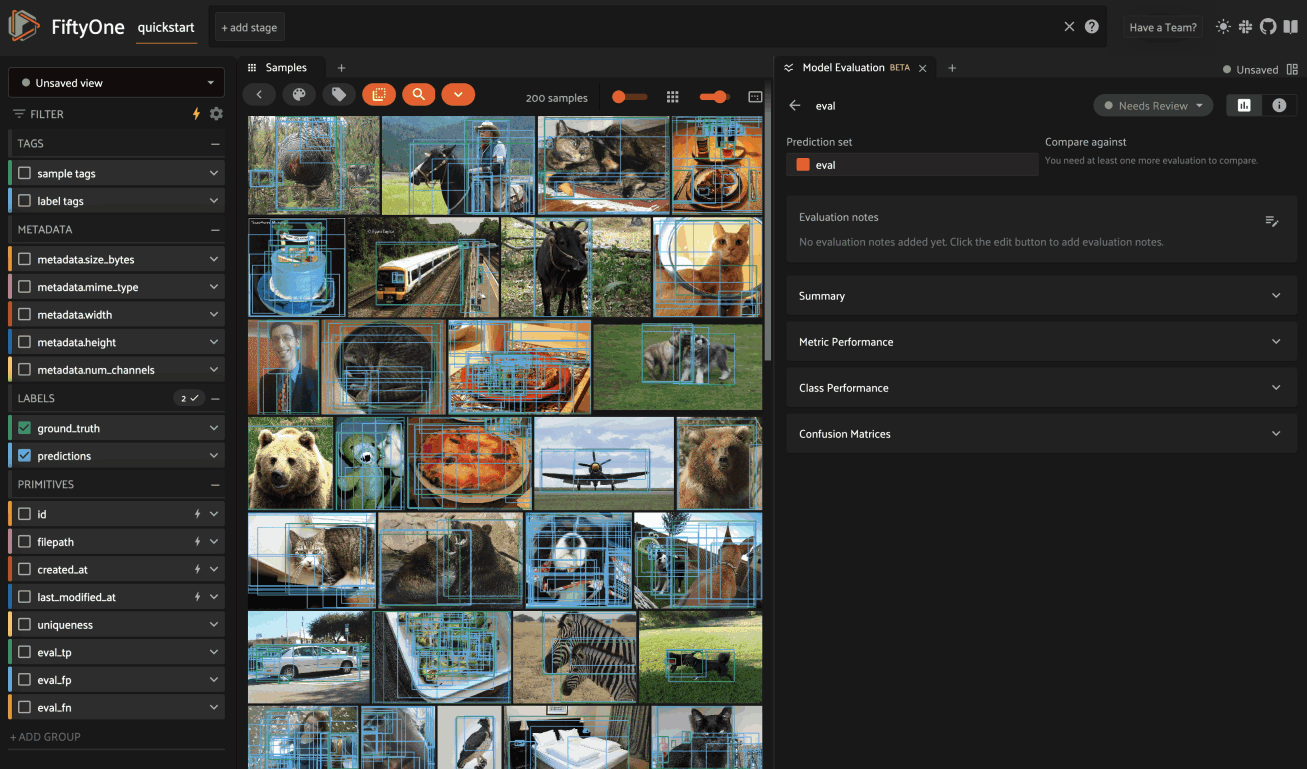 FiftyOne
quickstart
+ add stage
Have a Team?
Unsaved view
FILTER
TAGS
sample tags
label tags
METADATA
metadata.size_bytes
metadata.mime_type
metadata.width
metadata.height
metadata.num_channels
LABELS
2
ground_truth
predictions
PRIMITIVES
id
filepath
created_at
last_modified_at
uniqueness
eval_tp
eval_fp
eval_fn
+ ADD GROUP
Samples
+
200 samples
Model Evaluation BETA
+
Unsaved
eval
Needs Review
Prediction set
eval
Compare against
You need at least one more evaluation to compare.
Evaluation notes
No evaluation notes added yet. Click the edit button to add evaluation notes.
Summary
Metric Performance
Class Performance
Confusion Matrices